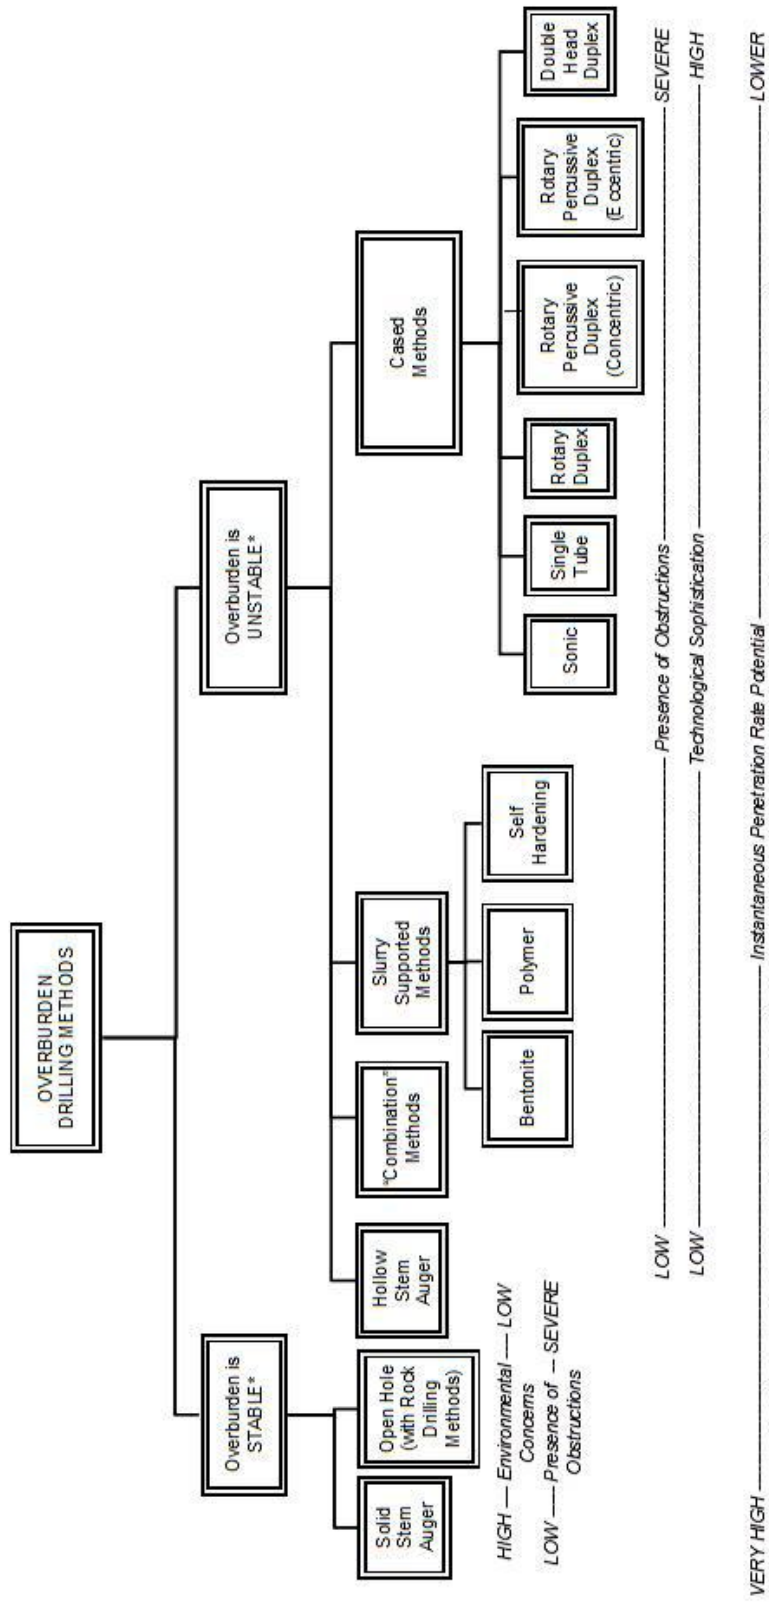 OVERBURDEN
DRILLING METHODS
Overburden is
STABLE*
Overburden is
UNSTABLE*
Solid
Stem
Auger
Open Hole
(with Rock
Drilling
Methods)
Hollow
Stem
Auger
"Combination"
Methods
Slurry
Supported
Methods
Cased
Methods
Bentonite
Polymer
Self
Hardening
Sonic
Single
Tube
Rotary
Duplex
Rotary
Percussive
Duplex
(Concentric)
Rotary
Percussive
Duplex
(Eccentric)
Double
Head
Duplex
HIGH — Environmental — LOW
Concerns
LOW — Presence of — SEVERE
Obstructions
LOW — Presence of Obstructions — SEVERE
LOW — Technological Sophistication — HIGH
VERY HIGH — Instantaneous Penetration Rate Potential — LOWER